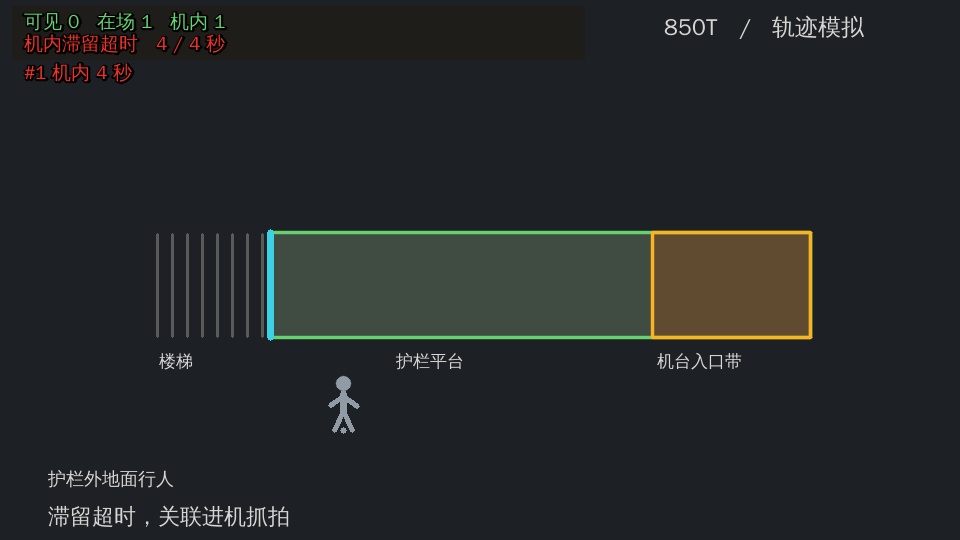 可见 0 在场 1 机内 1
机内滞留超时 4 / 4 秒
#1 机内 4 秒
850T / 轨迹模拟
楼梯
护栏平台
机台入口带
护栏外地面行人
滞留超时，关联进机抓拍